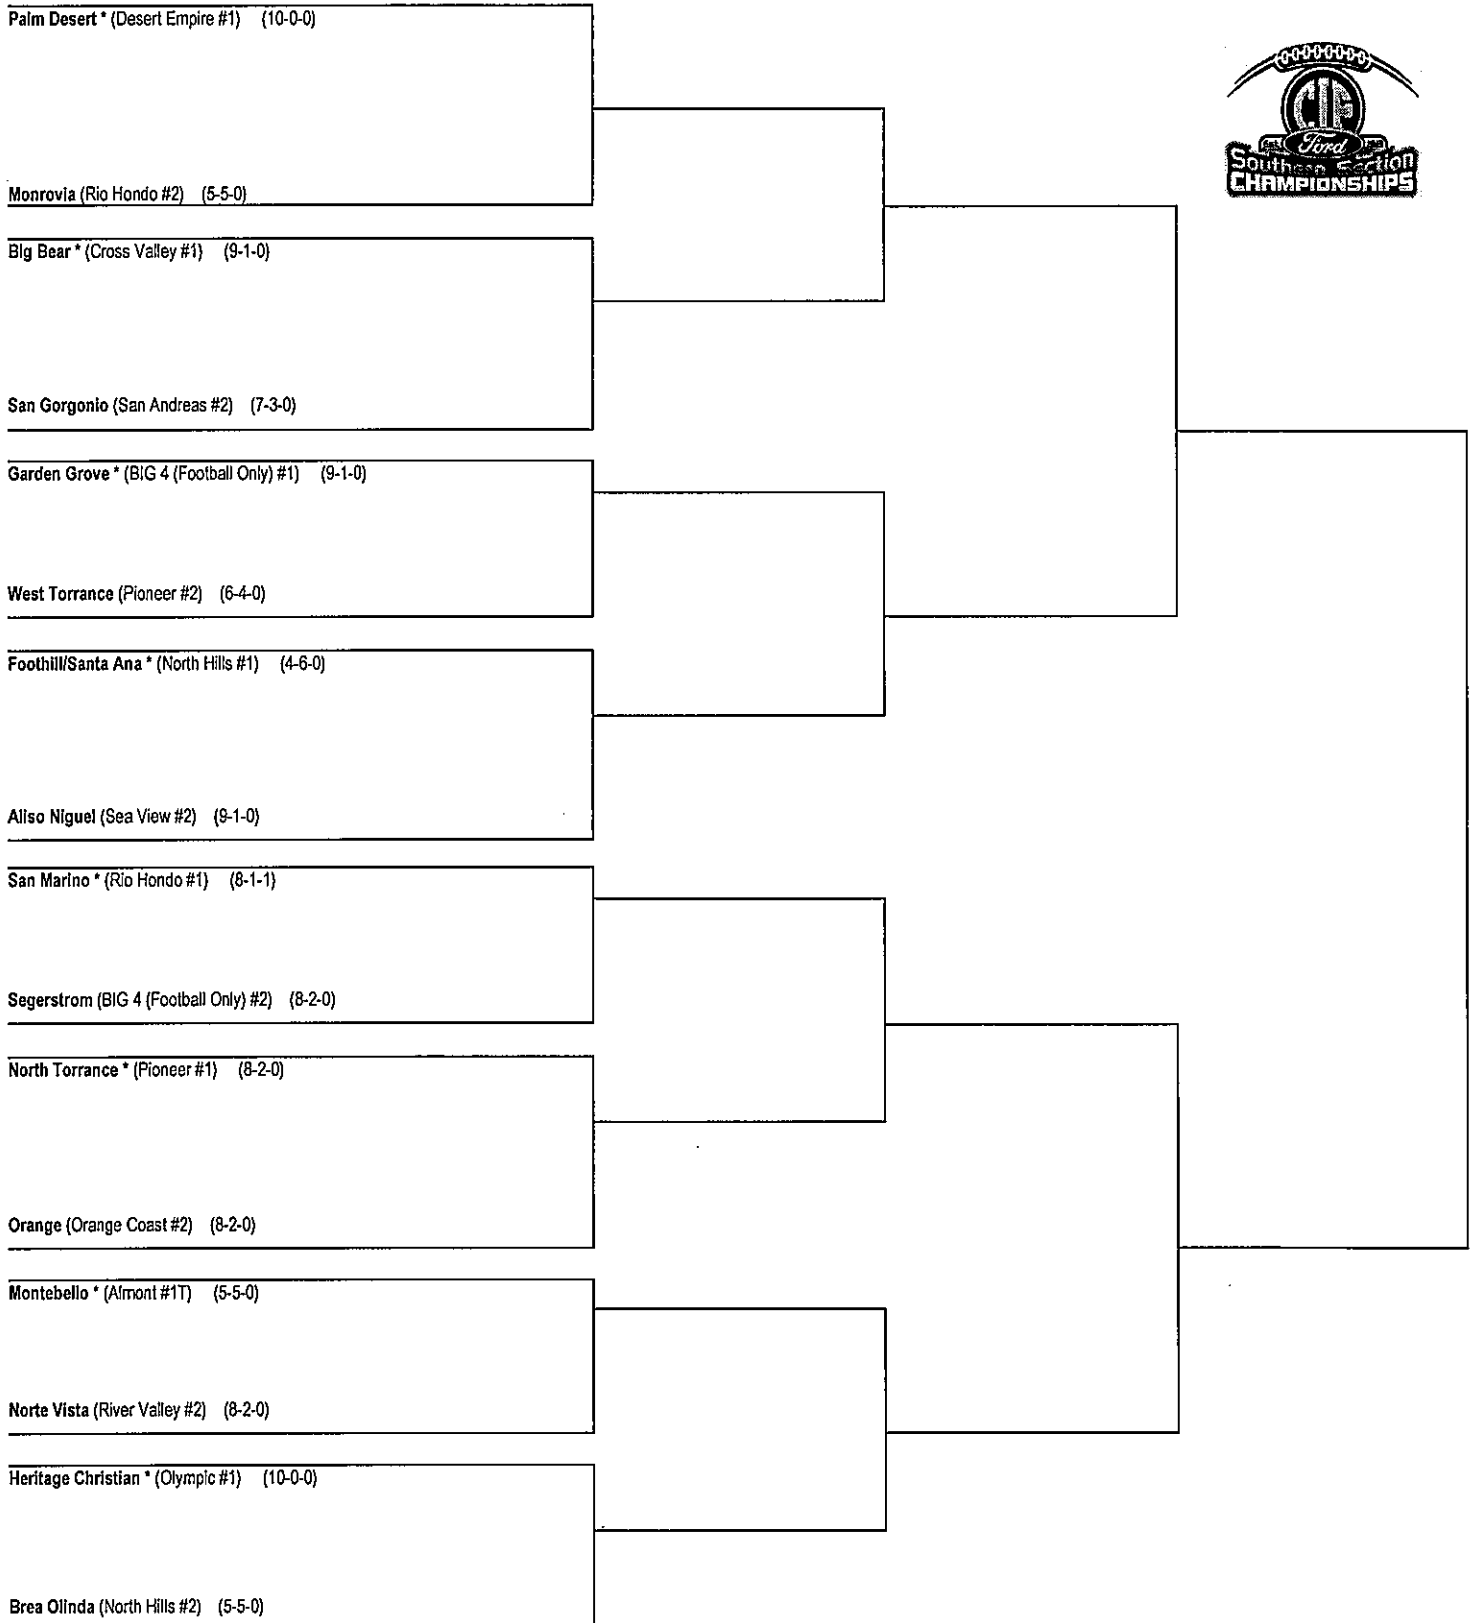 Palm Desert * (Desert Empire #1) (10-0-0)
CIF
Ford
Southern Section
CHAMPIONSHIPS
Monrovia (Rio Hondo #2) (5-5-0)
Big Bear * (Cross Valley #1) (9-1-0)
San Gorgonio (San Andreas #2) (7-3-0)
Garden Grove * (BIG 4 (Football Only) #1) (9-1-0)
West Torrance (Pioneer #2) (6-4-0)
Foothill/Santa Ana * (North Hills #1) (4-6-0)
Aliso Niguel (Sea View #2) (9-1-0)
San Marino * (Rio Hondo #1) (8-1-1)
Segerstrom (BIG 4 (Football Only) #2) (8-2-0)
North Torrance * (Pioneer #1) (8-2-0)
Orange (Orange Coast #2) (8-2-0)
Montebello * (Almont #1T) (5-5-0)
Norte Vista (River Valley #2) (8-2-0)
Heritage Christian * (Olympic #1) (10-0-0)
Brea Olinda (North Hills #2) (5-5-0)